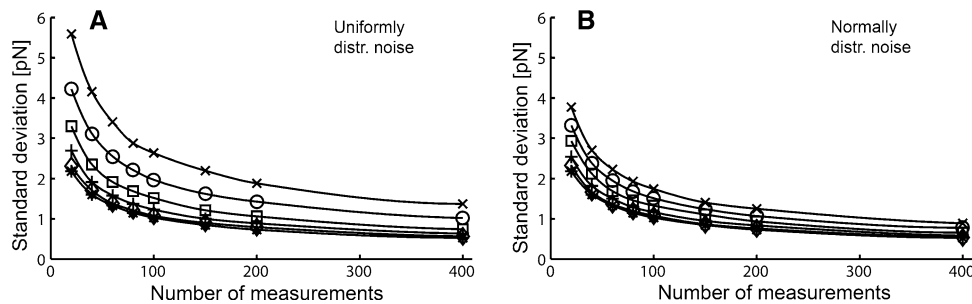 A
Uniformly
distr. noise
Standard deviation [pN]
6
5
4
3
2
1
0
0 100 200 300 400
Number of measurements
B
Normally
distr. noise
Standard deviation [pN]
6
5
4
3
2
1
0
0 100 200 300 400
Number of measurements